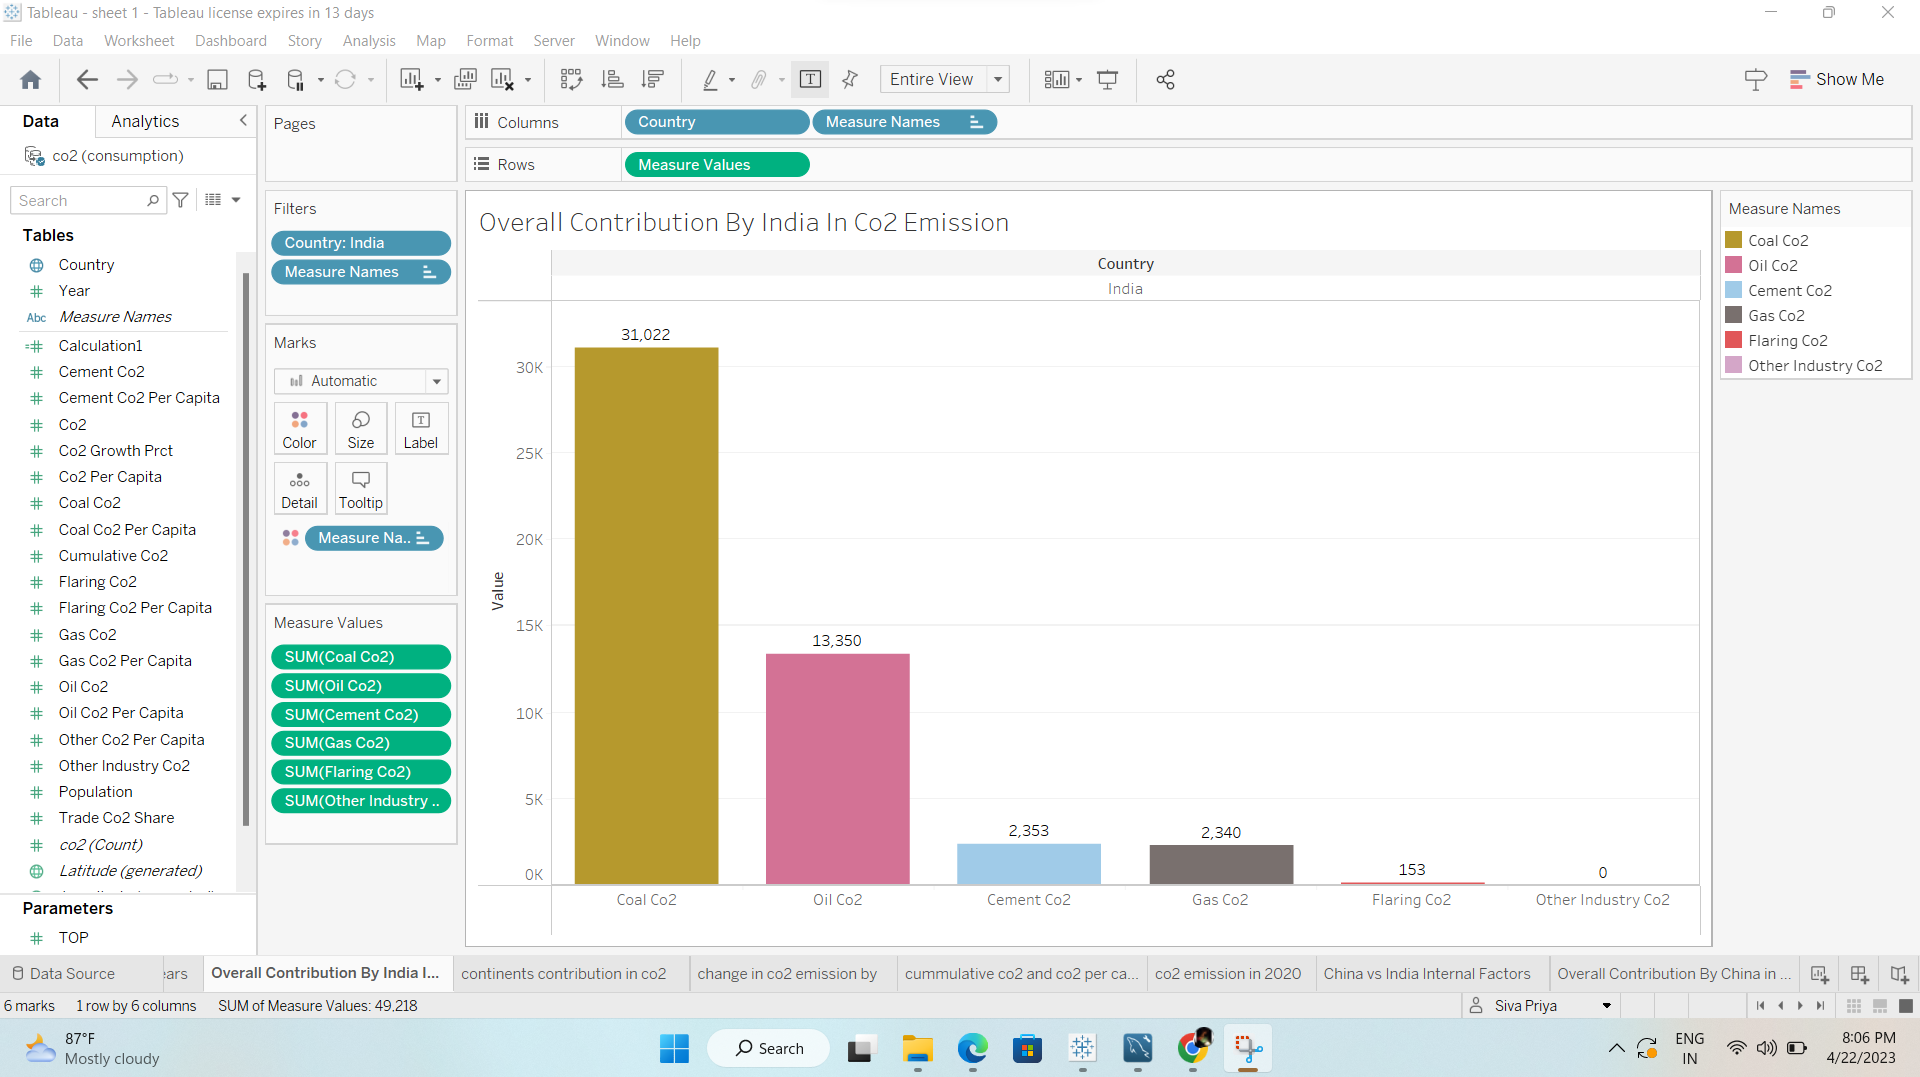 Tableau - sheet 1 - Tableau license expires in 13 days
File Data Worksheet Dashboard Story Analysis Map Format Server Window Help
Entire View
Show Me
Data Analytics
co2 (consumption)
Search
Tables
Country
Year
Abc Measure Names
Calculation1
Cement Co2
Cement Co2 Per Capita
Co2
Co2 Growth Prct
Co2 Per Capita
Coal Co2
Coal Co2 Per Capita
Cumulative Co2
Flaring Co2
Flaring Co2 Per Capita
Gas Co2
Gas Co2 Per Capita
Oil Co2
Oil Co2 Per Capita
Other Co2 Per Capita
Other Industry Co2
Population
Trade Co2 Share
co2 (Count)
Latitude (generated)
Parameters
TOP
Pages
Filters
Country: India
Measure Names
Marks
Automatic
Color Size Label
Detail Tooltip
Measure Na..
Measure Values
SUM(Coal Co2)
SUM(Oil Co2)
SUM(Cement Co2)
SUM(Gas Co2)
SUM(Flaring Co2)
SUM(Other Industry ..
Columns Country Measure Names
Rows Measure Values
Overall Contribution By India In Co2 Emission
Country
India
Value
30K
25K
20K
15K
10K
5K
0K
31,022
13,350
2,353
2,340
153
0
Coal Co2 Oil Co2 Cement Co2 Gas Co2 Flaring Co2 Other Industry Co2
Measure Names
Coal Co2
Oil Co2
Cement Co2
Gas Co2
Flaring Co2
Other Industry Co2
Data Source ears Overall Contribution By India I... continents contribution in co2 change in co2 emission by cummulative co2 and co2 per ca... co2 emission in 2020 China vs India Internal Factors Overall Contribution By China in ...
6 marks 1 row by 6 columns SUM of Measure Values: 49,218 Siva Priya
87°F
Mostly cloudy
Search
ENG
IN
8:06 PM
4/22/2023